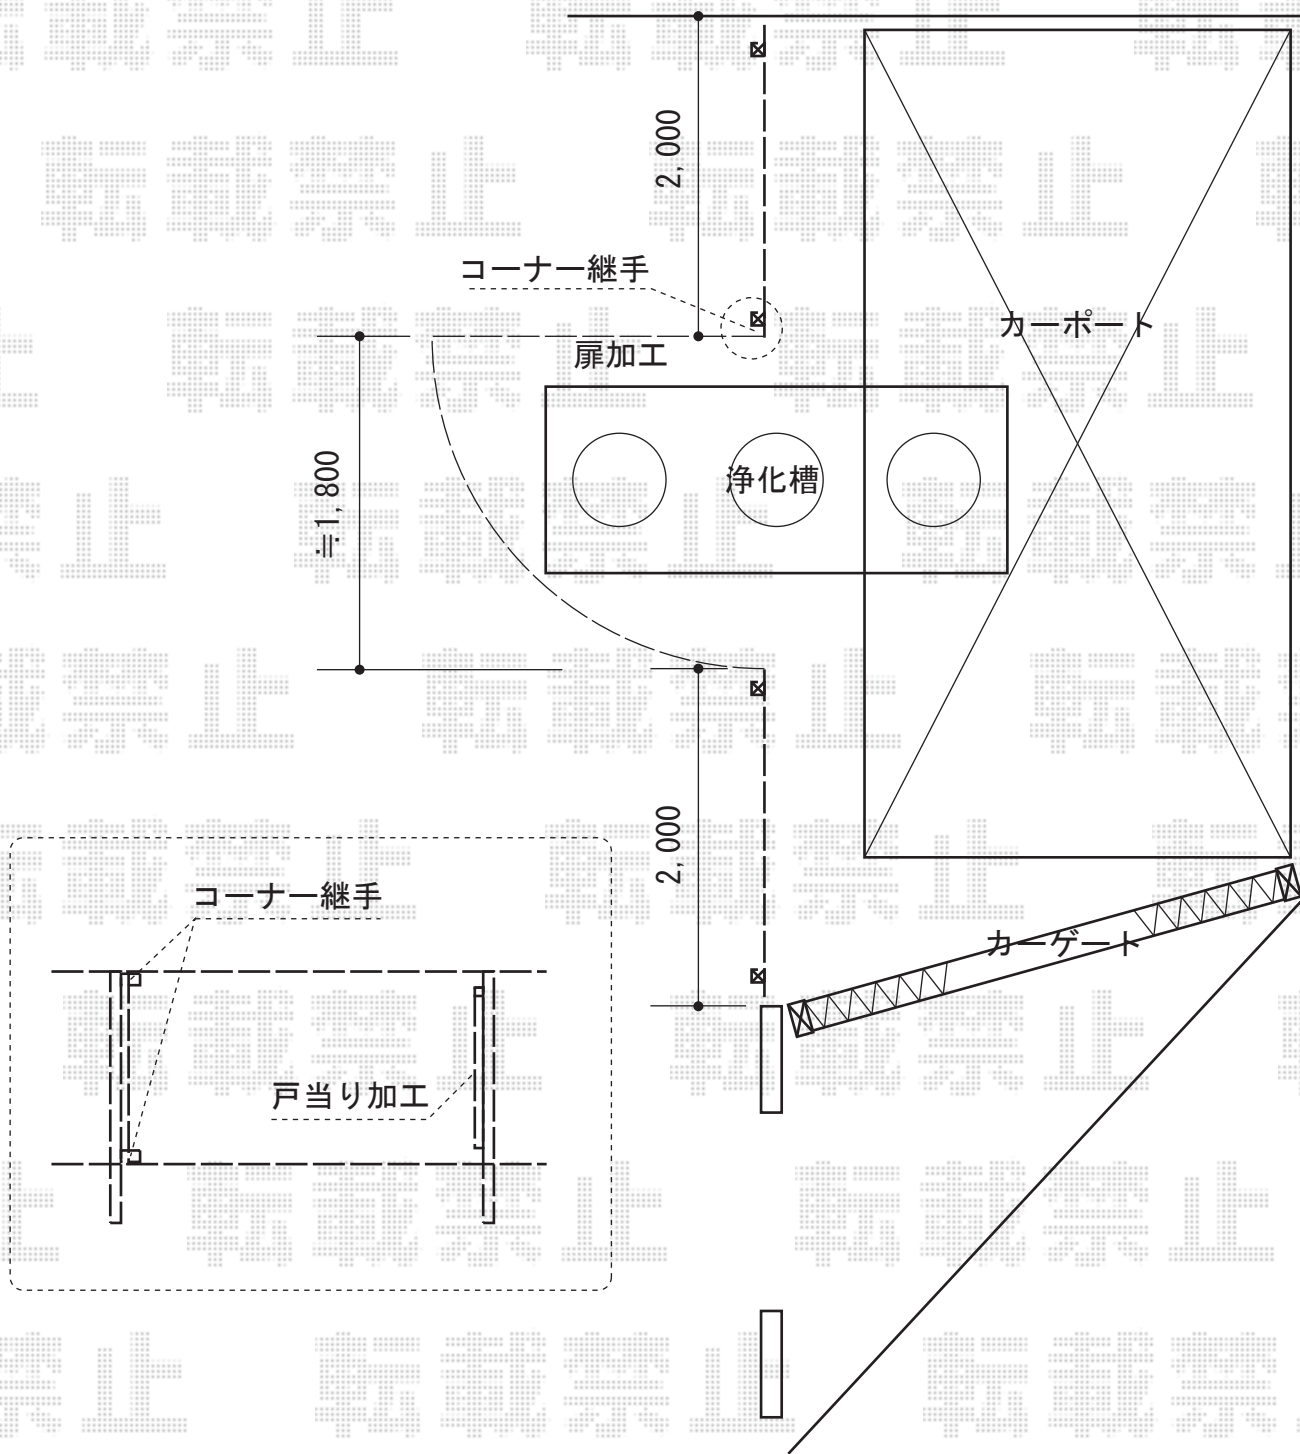 2,000
コーナー継手
カーポート
扉加工
≒1,800
浄化槽
2,000
コーナー継手
カーゲート
戸当り加工
転載禁止